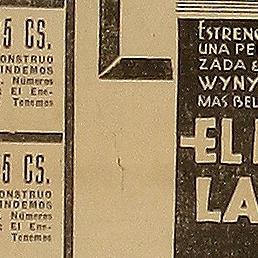 5 CS.
ONSTRUO
INDEMOS
. Números
: El Ene-
Tenemos
5 CS.
ONSTRUO
INDEMOS
. Números
: El Ene-
Tenemos
ESTREN
UNA PE
ZADA
WYNY
MAS BEL
EL
LA